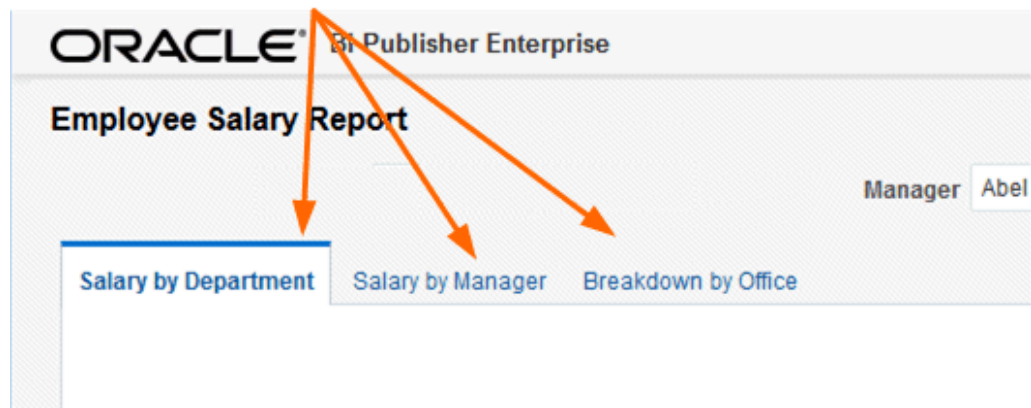 ORACLE BI Publisher Enterprise
Employee Salary Report
Manager Abel
Salary by Department Salary by Manager Breakdown by Office